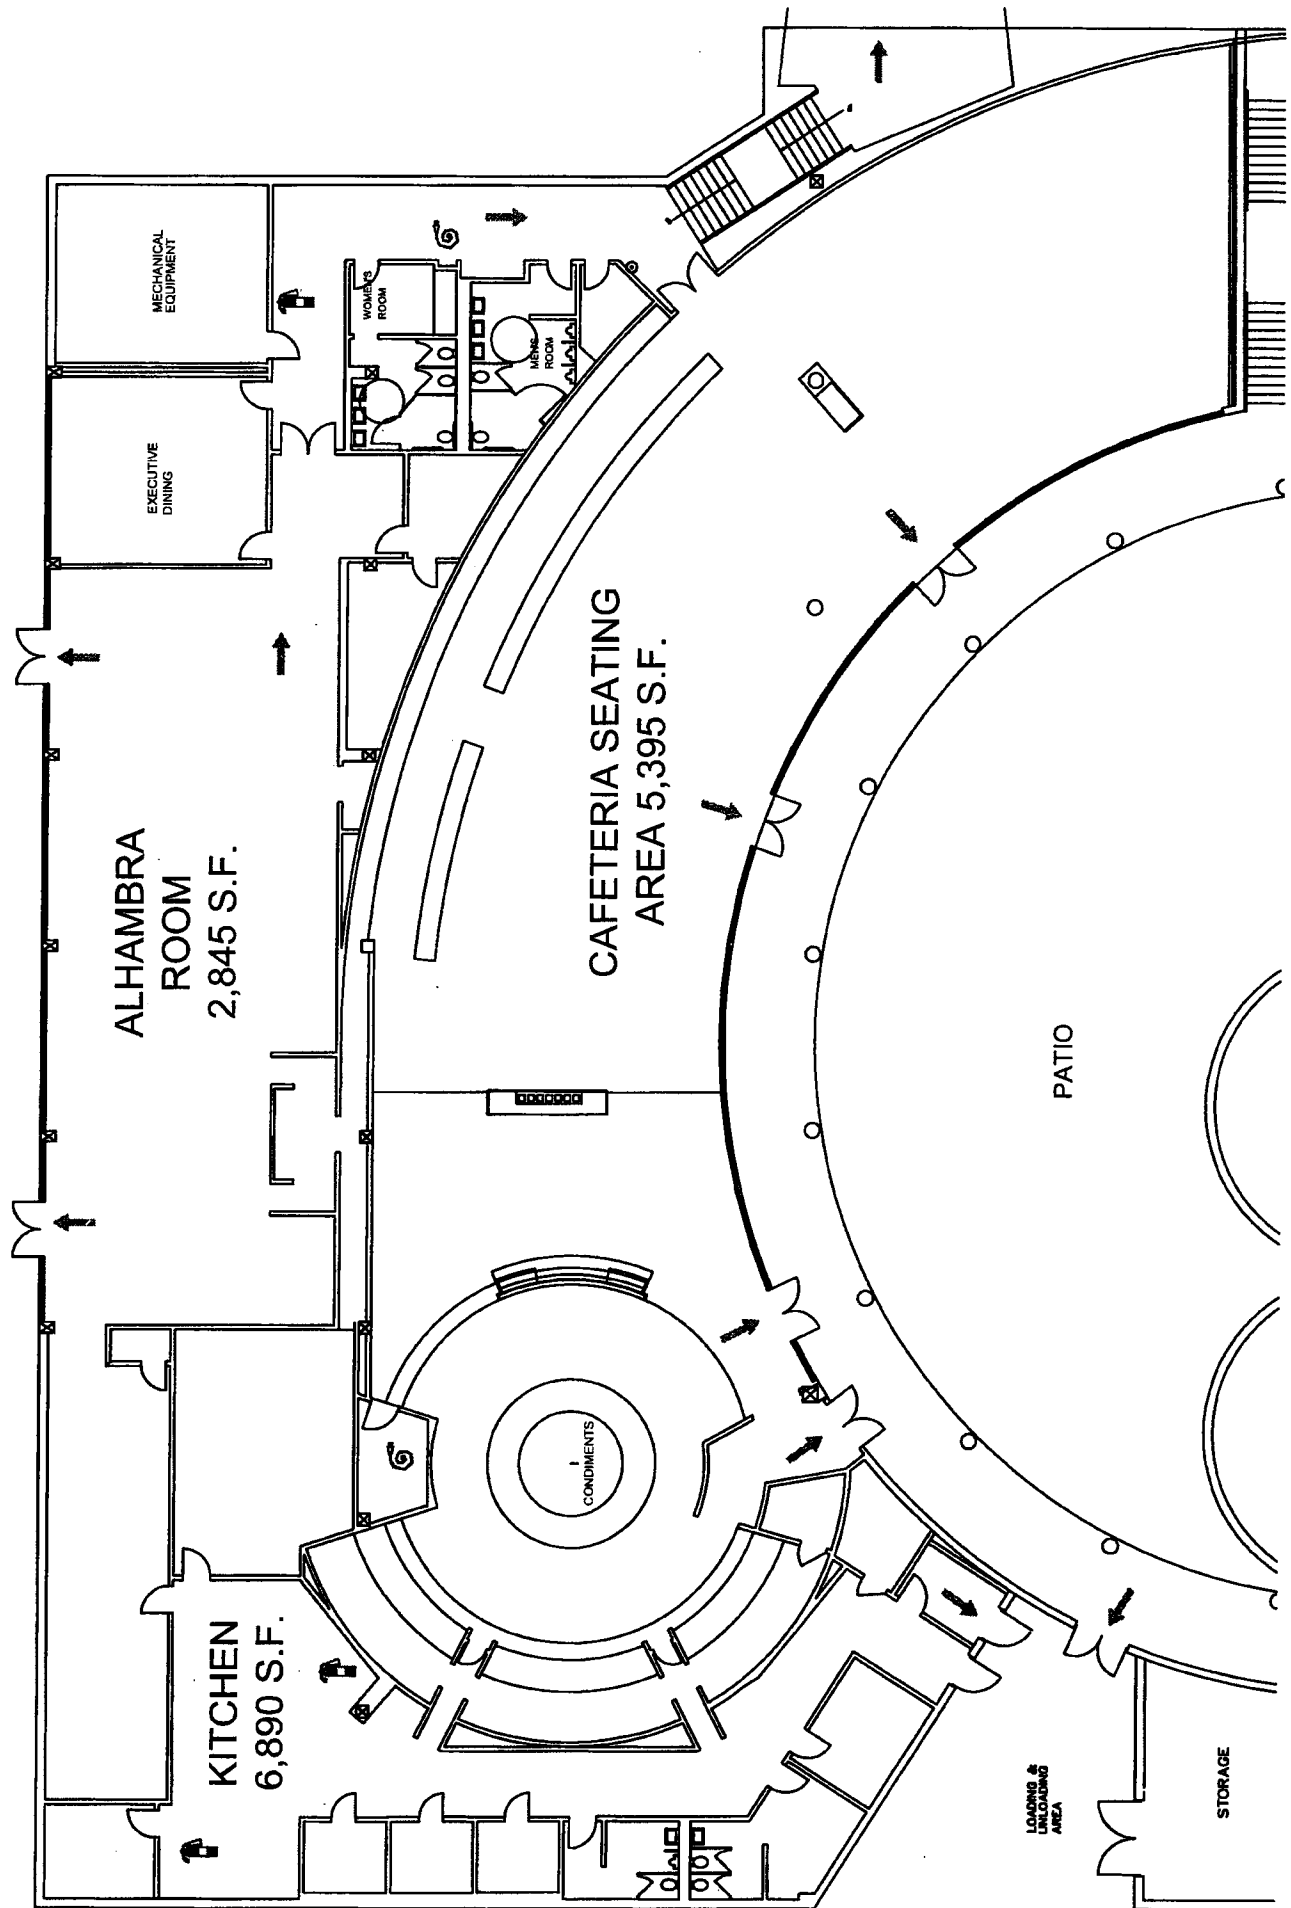 MECHANICAL
EQUIPMENT
EXECUTIVE
DINING
WOMEN'S
ROOM
MEN'S
ROOM
ALHAMBRA
ROOM
2,845 S.F.
CAFETERIA SEATING
AREA 5,395 S.F.
PATIO
CONDIMENTS
KITCHEN
6,890 S.F.
LOADING &
UNLOADING
AREA
STORAGE